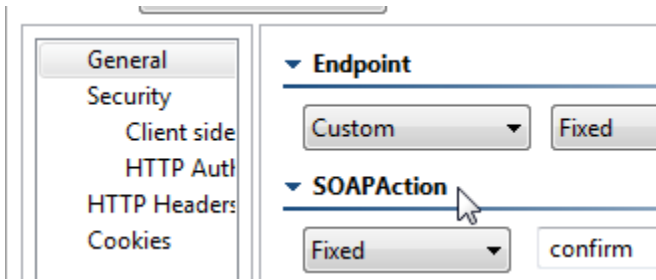 General
Security
Client side
HTTP Auth
HTTP Headers
Cookies
Endpoint
Custom
Fixed
SOAPAction
Fixed
confirm